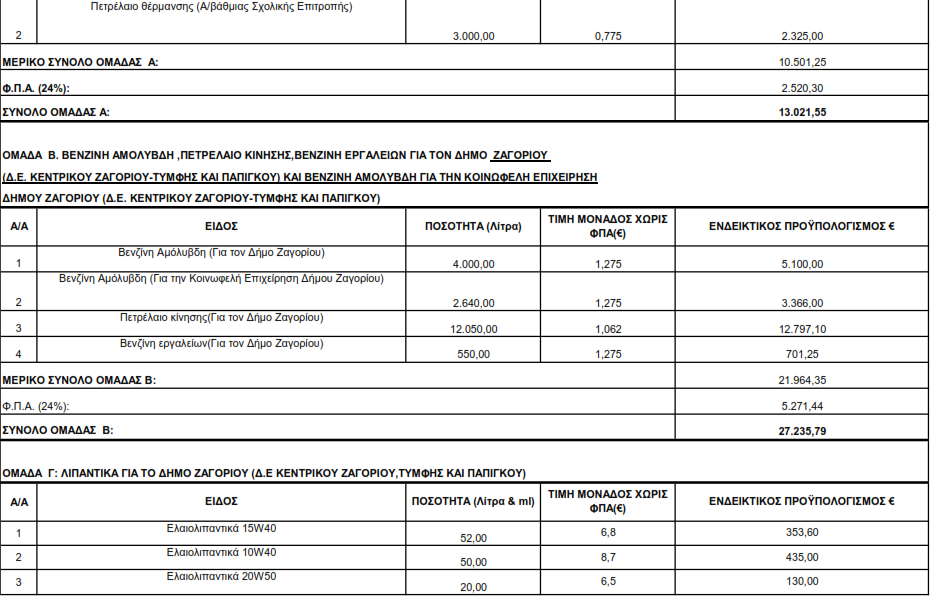 Πετρέλαιο θέρμανσης (Α/βάθμιας Σχολικής Επιτροπής)
2 3.000,00 0,775 2.325,00
ΜΕΡΙΚΟ ΣΥΝΟΛΟ ΟΜΑΔΑΣ Α: 10.501,25
Φ.Π.Α. (24%): 2.520,30
ΣΥΝΟΛΟ ΟΜΑΔΑΣ Α: 13.021,55
ΟΜΑΔΑ Β. ΒΕΝΖΙΝΗ ΑΜΟΛΥΒΔΗ ,ΠΕΤΡΕΛΑΙΟ ΚΙΝΗΣΗΣ,ΒΕΝΖΙΝΗ ΕΡΓΑΛΕΙΩΝ ΓΙΑ ΤΟΝ ΔΗΜΟ ΖΑΓΟΡΙΟΥ
(Δ.Ε. ΚΕΝΤΡΙΚΟΥ ΖΑΓΟΡΙΟΥ-ΤΥΜΦΗΣ ΚΑΙ ΠΑΠΙΓΚΟΥ) ΚΑΙ ΒΕΝΖΙΝΗ ΑΜΟΛΥΒΔΗ ΓΙΑ ΤΗΝ ΚΟΙΝΩΦΕΛΗ ΕΠΙΧΕΙΡΗΣΗ
ΔΗΜΟΥ ΖΑΓΟΡΙΟΥ (Δ.Ε. ΚΕΝΤΡΙΚΟΥ ΖΑΓΟΡΙΟΥ-ΤΥΜΦΗΣ ΚΑΙ ΠΑΠΙΓΚΟΥ)
Α/Α ΕΙΔΟΣ ΠΟΣΟΤΗΤΑ (Λίτρα) ΤΙΜΗ ΜΟΝΑΔΟΣ ΧΩΡΙΣ ΦΠΑ(€) ΕΝΔΕΙΚΤΙΚΟΣ ΠΡΟΫΠΟΛΟΓΙΣΜΟΣ €
1 Βενζίνη Αμόλυβδη (Για τον Δήμο Ζαγορίου) 4.000,00 1,275 5.100,00
2 Βενζίνη Αμόλυβδη (Για την Κοινωφελή Επιχείρηση Δήμου Ζαγορίου) 2.640,00 1,275 3.366,00
3 Πετρέλαιο κίνησης(Για τον Δήμο Ζαγορίου) 12.050,00 1,062 12.797,10
4 Βενζίνη εργαλείων(Για τον Δήμο Ζαγορίου) 550,00 1,275 701,25
ΜΕΡΙΚΟ ΣΥΝΟΛΟ ΟΜΑΔΑΣ Β: 21.964,35
Φ.Π.Α. (24%): 5.271,44
ΣΥΝΟΛΟ ΟΜΑΔΑΣ Β: 27.235,79
ΟΜΑΔΑ Γ: ΛΙΠΑΝΤΙΚΑ ΓΙΑ ΤΟ ΔΗΜΟ ΖΑΓΟΡΙΟΥ (Δ.Ε ΚΕΝΤΡΙΚΟΥ ΖΑΓΟΡΙΟΥ,ΤΥΜΦΗΣ ΚΑΙ ΠΑΠΙΓΚΟΥ)
Α/Α ΕΙΔΟΣ ΠΟΣΟΤΗΤΑ (Λίτρα & ml) ΤΙΜΗ ΜΟΝΑΔΟΣ ΧΩΡΙΣ ΦΠΑ(€) ΕΝΔΕΙΚΤΙΚΟΣ ΠΡΟΫΠΟΛΟΓΙΣΜΟΣ €
1 Ελαιολιπαντικά 15W40 52,00 6,8 353,60
2 Ελαιολιπαντικά 10W40 50,00 8,7 435,00
3 Ελαιολιπαντικά 20W50 20,00 6,5 130,00